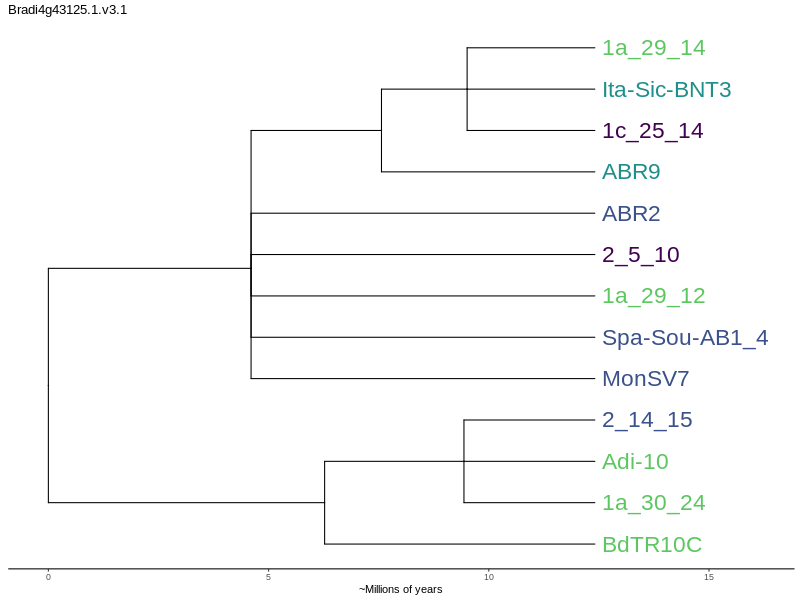 Bradi4g43125.1.v3.1
1a_29_14
Ita-Sic-BNT3
1c_25_14
ABR9
ABR2
2_5_10
1a_29_12
Spa-Sou-AB1_4
MonSV7
2_14_15
Adi-10
1a_30_24
BdTR10C
0 5 10 15
~Millions of years